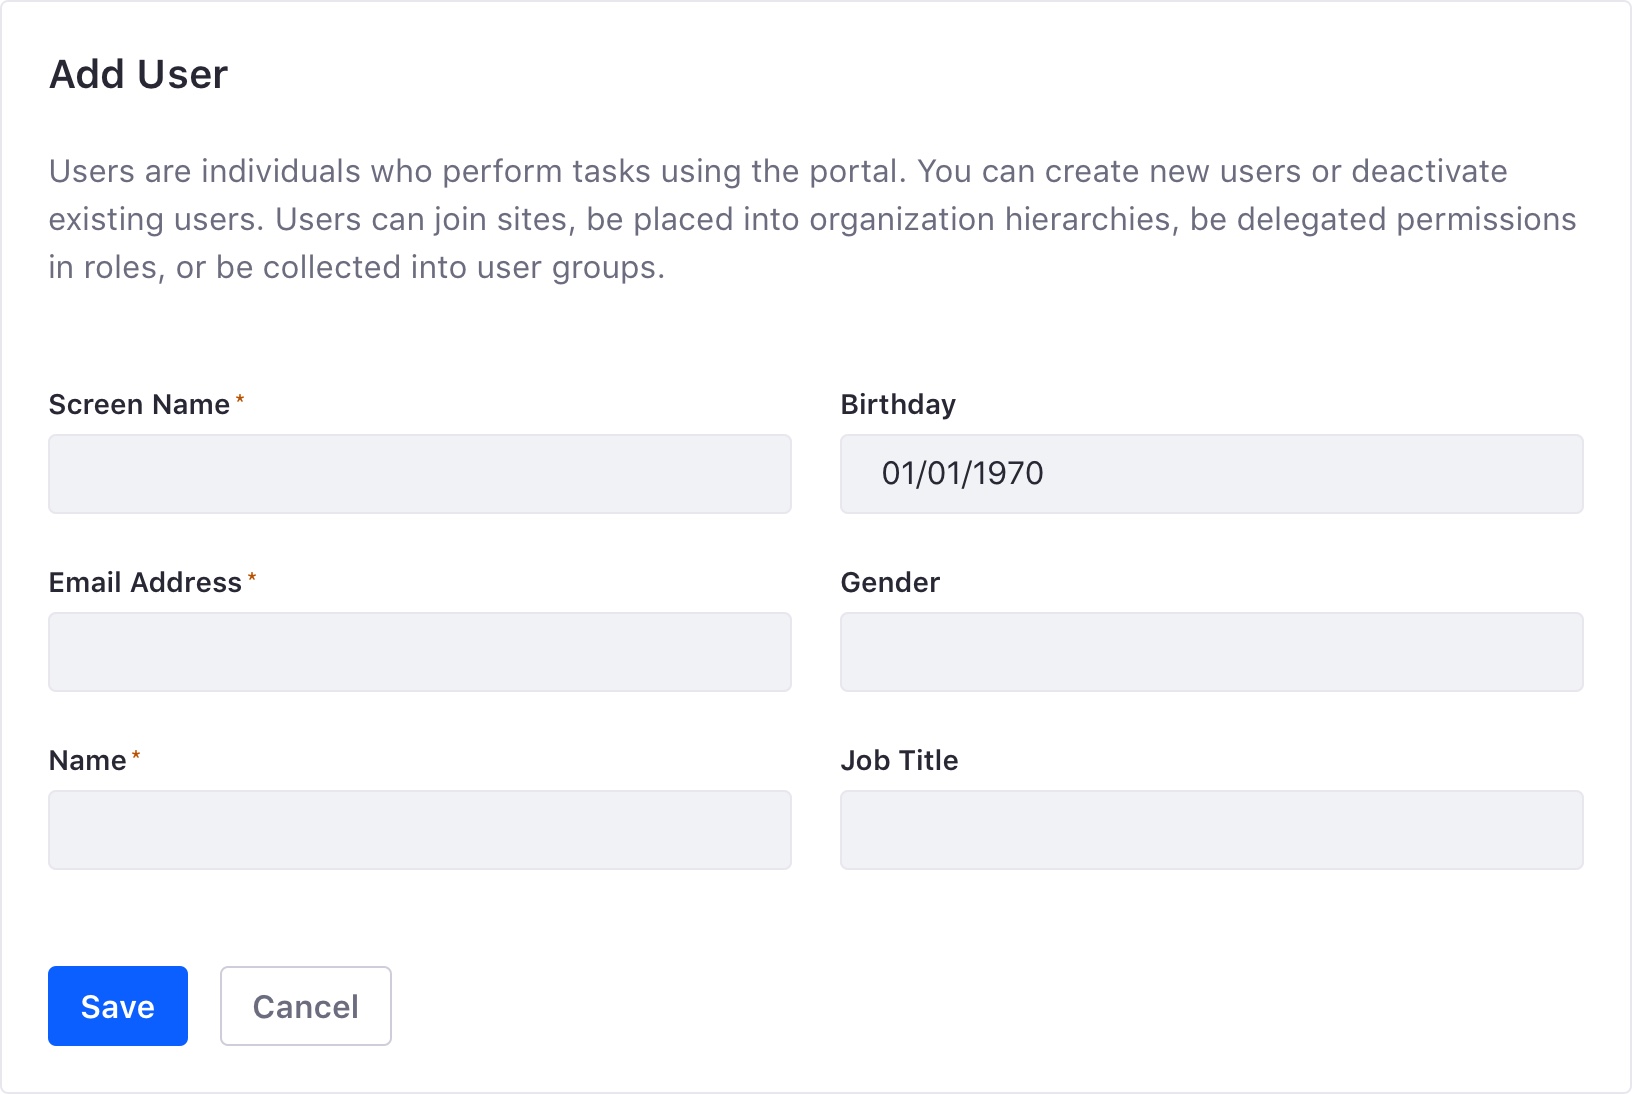 Add User
Users are individuals who perform tasks using the portal. You can create new users or deactivate
existing users. Users can join sites, be placed into organization hierarchies, be delegated permissions
in roles, or be collected into user groups.
Screen Name *
Birthday
01/01/1970
Email Address *
Gender
Name *
Job Title
Save
Cancel